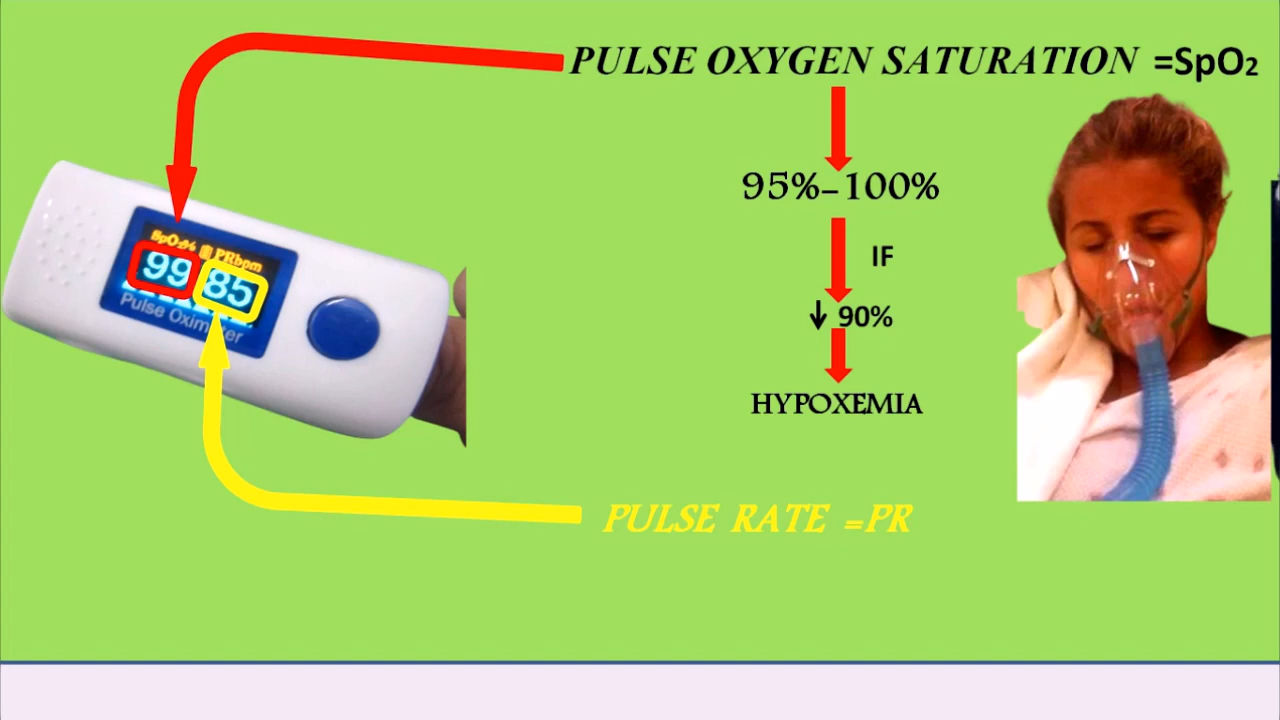 PULSE OXYGEN SATURATION =SpO₂
95%-100%
IF
↓ 90%
HYPOXEMIA
SpO₂% PRbpm
99 85
Pulse Oximeter
PULSE RATE =PR